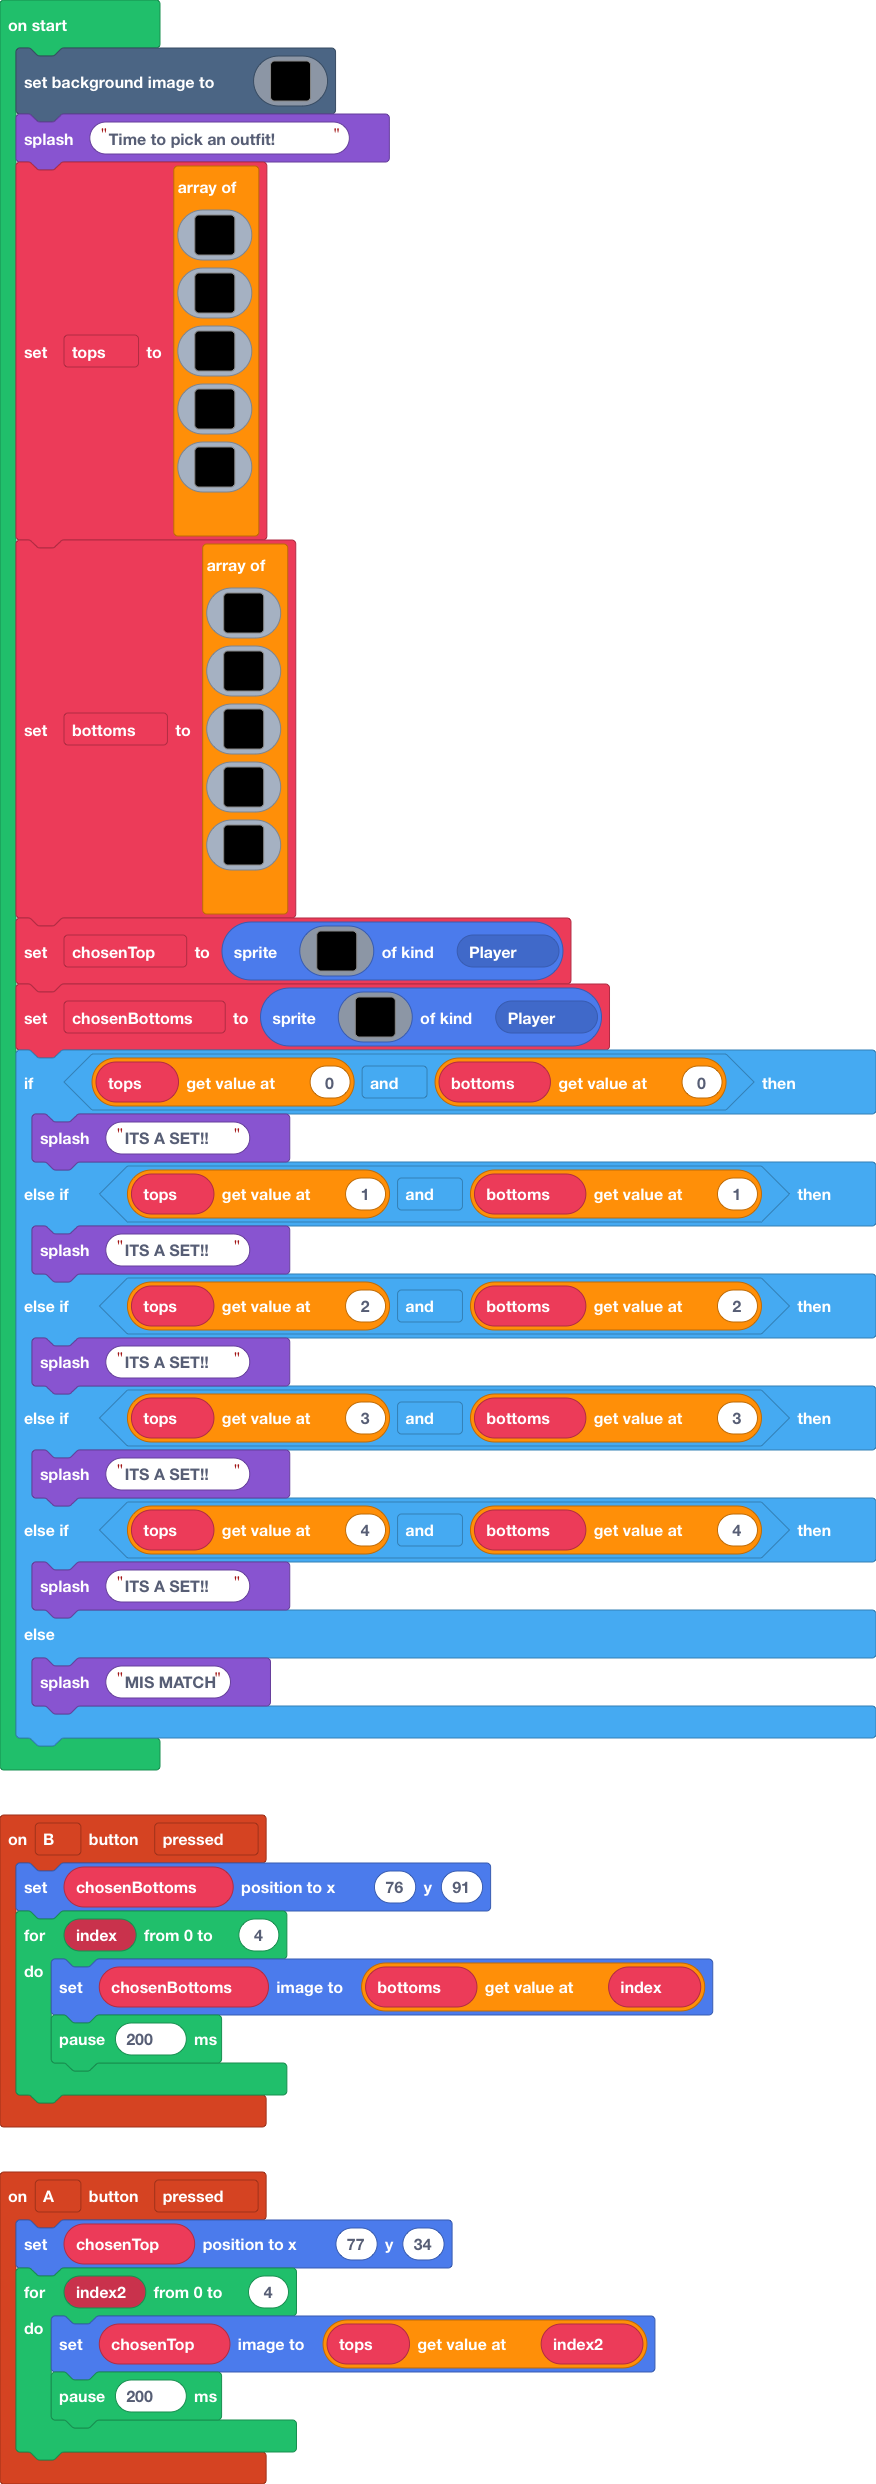 on start
set background image to
splash "Time to pick an outfit! "
array of
set tops to
array of
set bottoms to
set chosenTop to sprite of kind Player
set chosenBottoms to sprite of kind Player
if tops get value at 0 and bottoms get value at 0 then
splash "ITS A SET!! "
else if tops get value at 1 and bottoms get value at 1 then
splash "ITS A SET!! "
else if tops get value at 2 and bottoms get value at 2 then
splash "ITS A SET!! "
else if tops get value at 3 and bottoms get value at 3 then
splash "ITS A SET!! "
else if tops get value at 4 and bottoms get value at 4 then
splash "ITS A SET!! "
else
splash "MIS MATCH"
on B button pressed
set chosenBottoms position to x 76 y 91
for index from 0 to 4
do
set chosenBottoms image to bottoms get value at index
pause 200 ms
on A button pressed
set chosenTop position to x 77 y 34
for index2 from 0 to 4
do
set chosenTop image to tops get value at index2
pause 200 ms